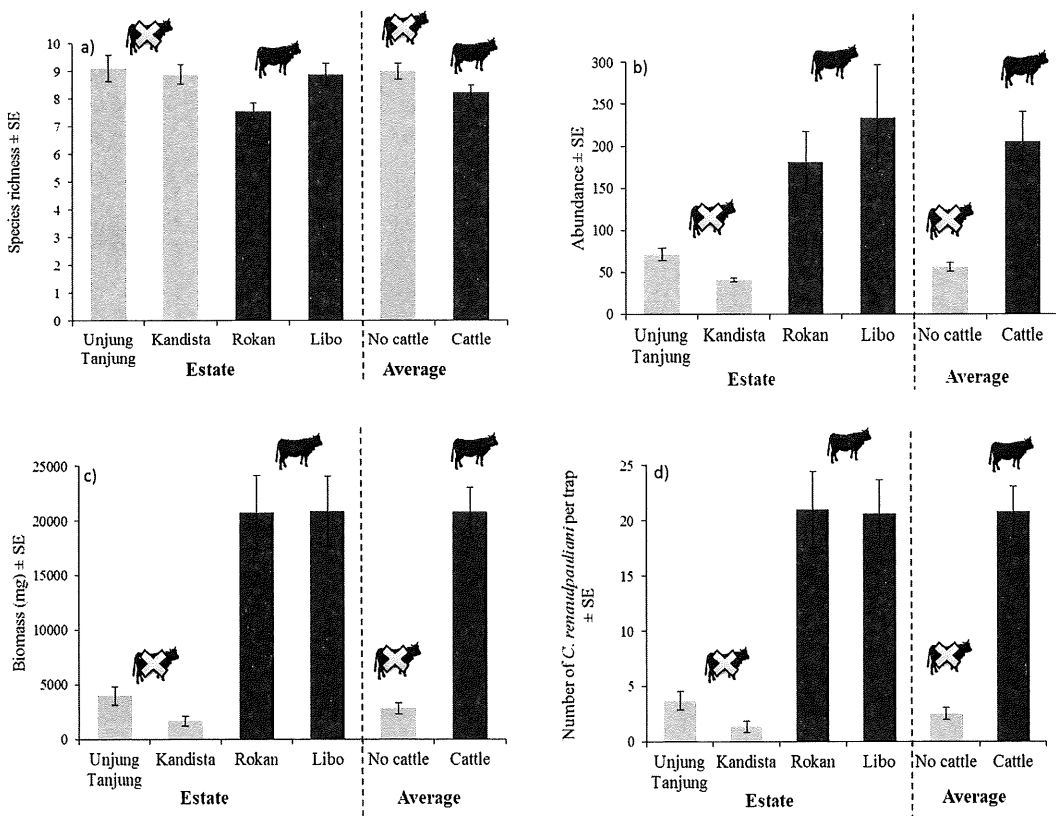 a)
Species richness ± SE
10
9
8
7
6
5
4
3
2
1
0
Unjung Tanjung
Kandista
Rokan
Libo
No cattle
Cattle
Estate
Average
b)
Abundance ± SE
300
250
200
150
100
50
0
Unjung Tanjung
Kandista
Rokan
Libo
No cattle
Cattle
Estate
Average
c)
Biomass (mg) ± SE
25000
20000
15000
10000
5000
0
Unjung Tanjung
Kandista
Rokan
Libo
No cattle
Cattle
Estate
Average
d)
Number of C. renaudpauliani per trap
± SE
25
20
15
10
5
0
Unjung Tanjung
Kandista
Rokan
Libo
No cattle
Cattle
Estate
Average